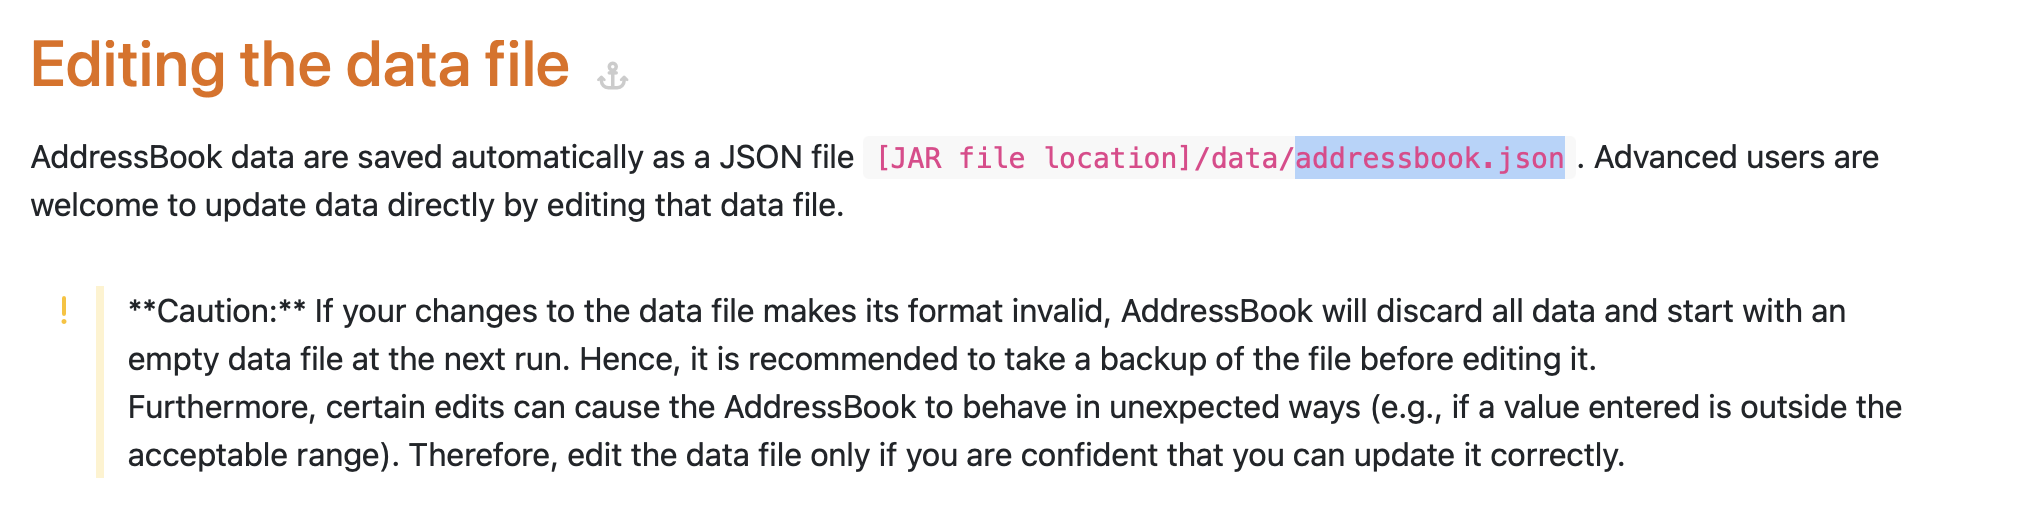 Editing the data file
AddressBook data are saved automatically as a JSON file [JAR file location]/data/addressbook.json . Advanced users are
welcome to update data directly by editing that data file.
! **Caution:** If your changes to the data file makes its format invalid, AddressBook will discard all data and start with an
empty data file at the next run. Hence, it is recommended to take a backup of the file before editing it.
Furthermore, certain edits can cause the AddressBook to behave in unexpected ways (e.g., if a value entered is outside the
acceptable range). Therefore, edit the data file only if you are confident that you can update it correctly.